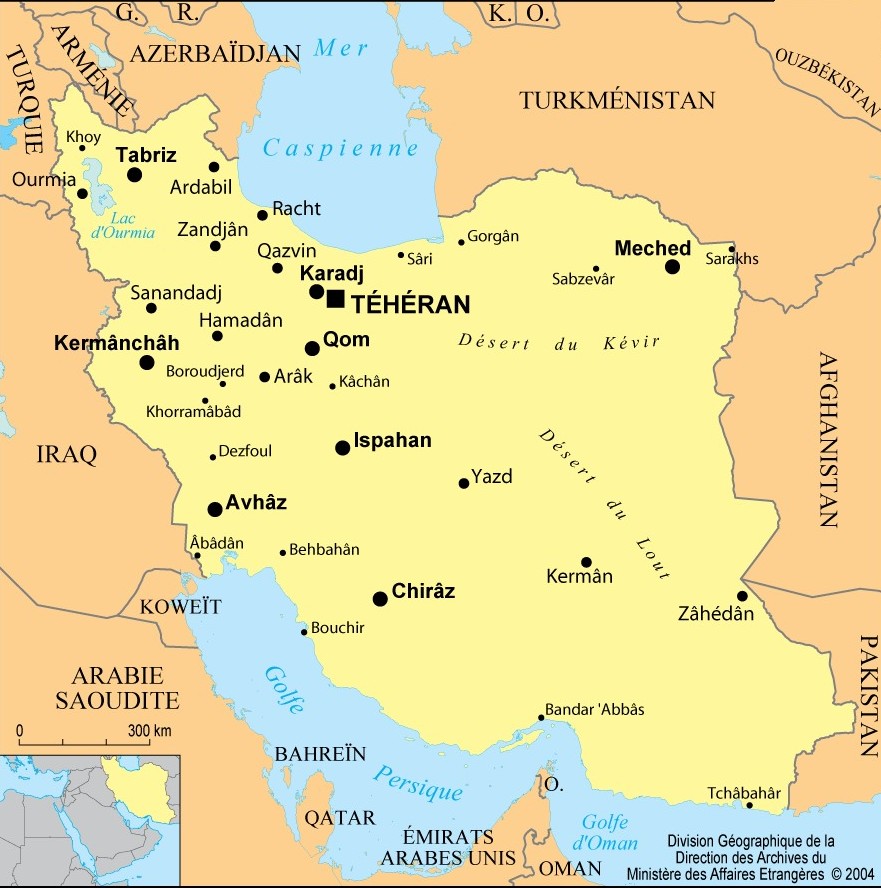 G.
R.
K.
O.
AZERBAÏDJAN
Mer
ARMÉNIE
TURQUIE
OUZBÉKISTAN
TURKMÉNISTAN
Caspienne
Khoy
Tabriz
Ourmia
Ardabil
Lac
d'Ourmia
Racht
Zandjân
Gorgân
Qazvin
Sâri
Meched
Sarakhs
Karadj
Sabzevâr
Sanandadj
TÉHÉRAN
Hamadân
Kermânchâh
Qom
Désert du Kévir
Boroudjerd
Arâk
Kâchân
Khorramâbâd
AFGHANISTAN
Ispahan
IRAQ
Dezfoul
Désert du Lout
Yazd
Avhâz
Âbâdân
Behbahân
Kermân
Chirâz
KOWEÏT
Zâhédân
Bouchir
PAKISTAN
ARABIE
SAOUDITE
Golfe
Persique
Bandar 'Abbâs
0
300 km
BAHREÏN
O.
Tchâbahâr
QATAR
ÉMIRATS
ARABES UNIS
Golfe
d'Oman
OMAN
Division Géographique de la
Direction des Archives du
Ministère des Affaires Etrangères © 2004